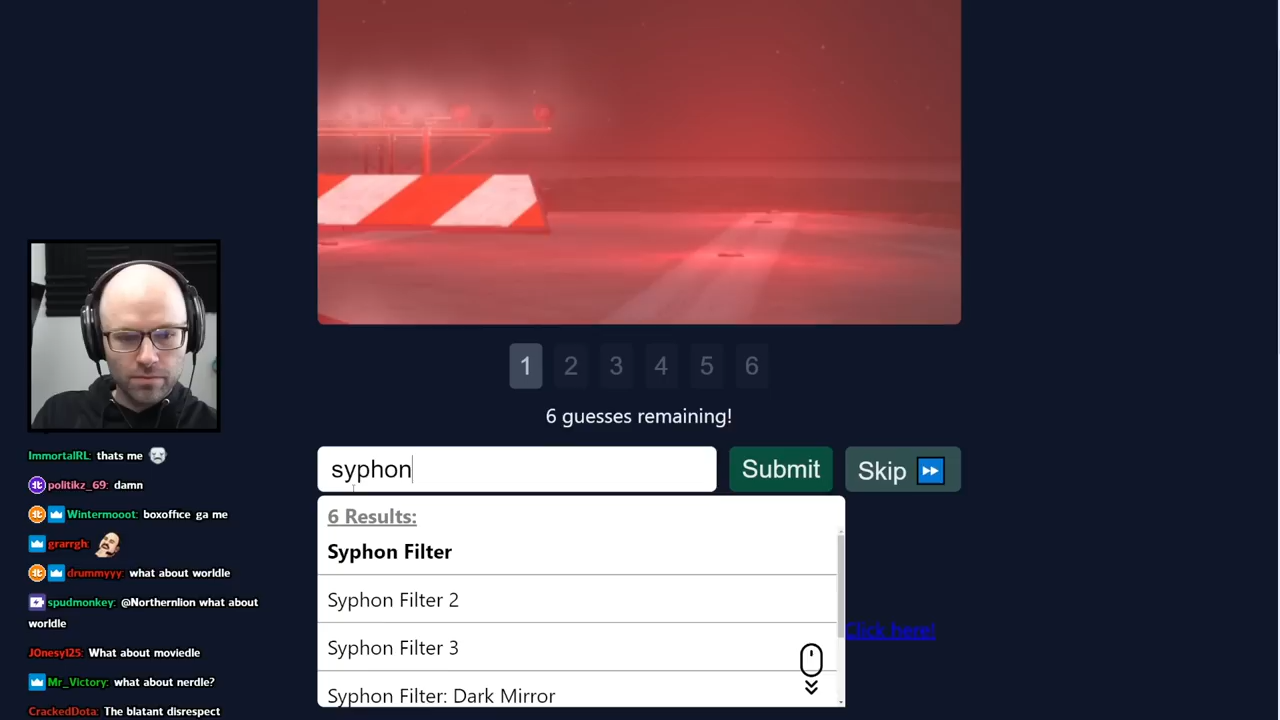 1 2 3 4 5 6
6 guesses remaining!
syphon
Submit
Skip
6 Results:
Syphon Filter
Syphon Filter 2
Syphon Filter 3
Syphon Filter: Dark Mirror
Click here!
ImmortalRL: thats me
politikz_69: damn
Wintermooot: boxoffice ga me
grarrgh:
drummyyy: what about worldle
spudmonkey: @Northernlion what about
worldle
J0nesy125: What about moviedle
Mr_Victory: what about nerdle?
CrackedDota: The blatant disrespect